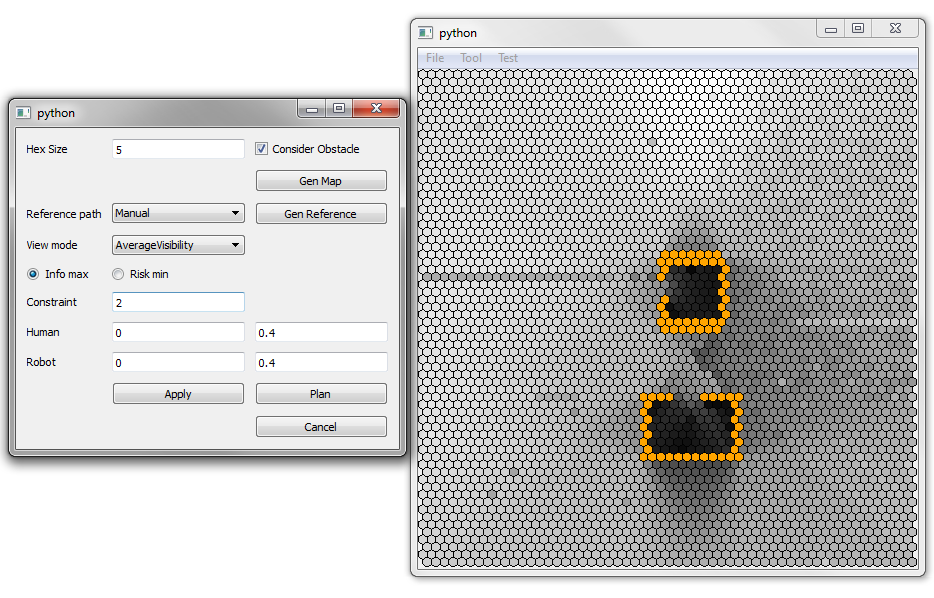 python
Hex Size 5 Consider Obstacle
Gen Map
Reference path Manual Gen Reference
View mode AverageVisibility
Info max Risk min
Constraint 2
Human 0 0.4
Robot 0 0.4
Apply Plan
Cancel
python
File Tool Test